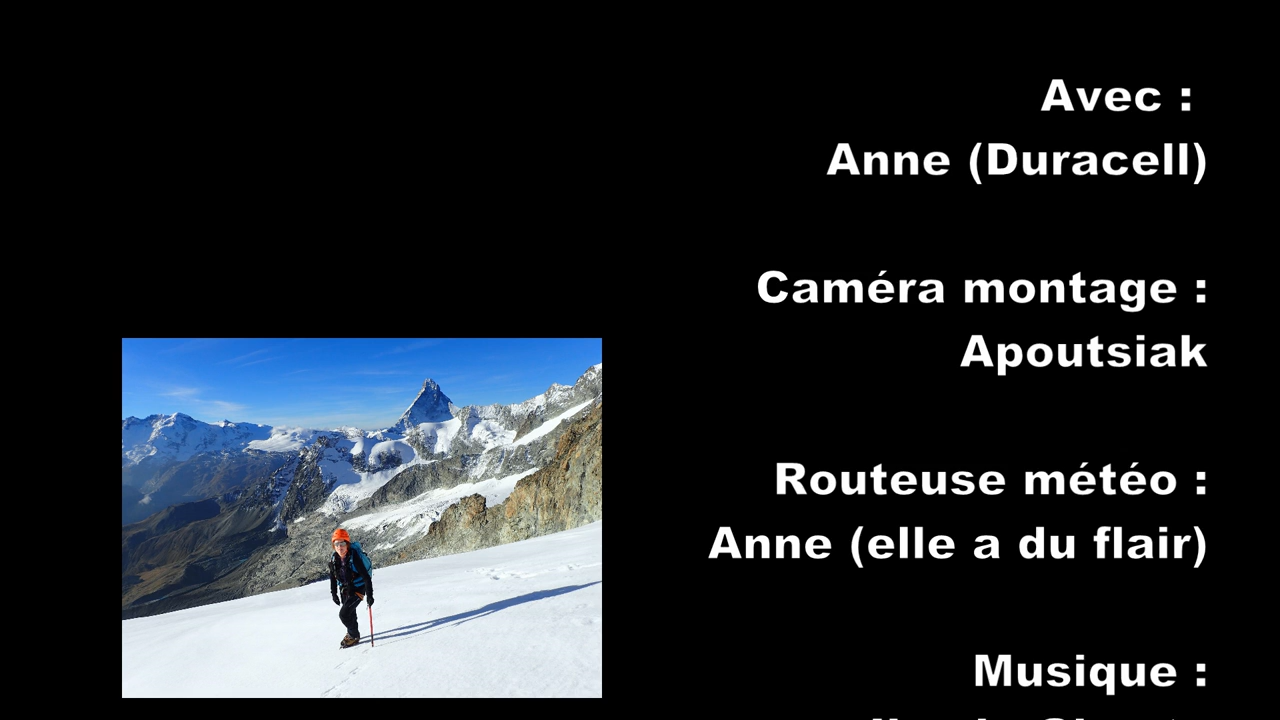 Avec :
Anne (Duracell)
Caméra montage :
Apoutsiak
Routeuse météo :
Anne (elle a du flair)
Musique :